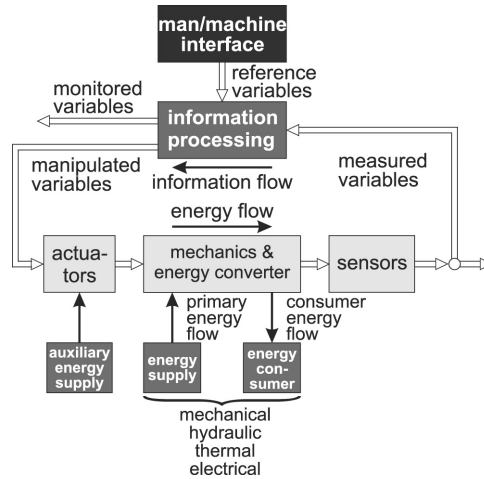 man/machine
interface
reference
variables
monitored
variables
information
processing
manipulated
variables
measured
variables
information flow
energy flow
actua-
tors
mechanics &
energy converter
sensors
primary
energy
flow
consumer
energy
flow
auxiliary
energy
supply
energy
supply
energy
con-
sumer
mechanical
hydraulic
thermal
electrical